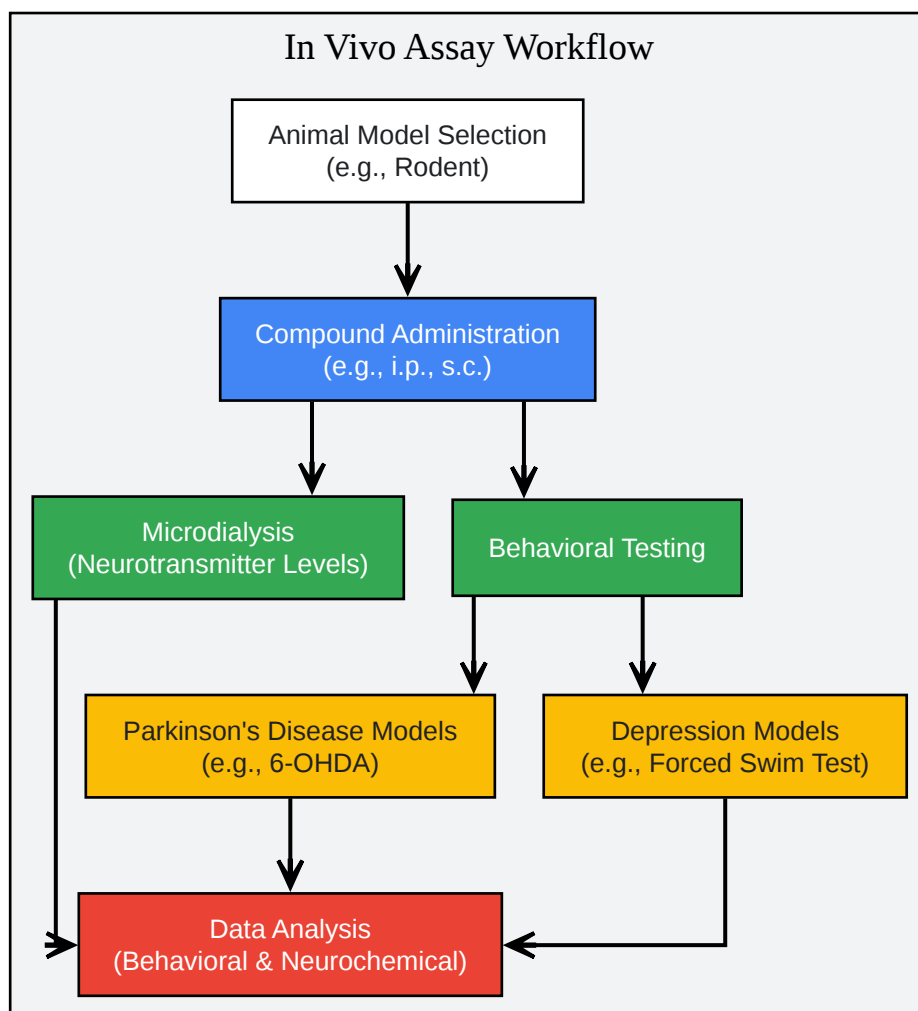 In Vivo Assay Workflow
Animal Model Selection
(e.g., Rodent)
Compound Administration
(e.g., i.p., s.c.)
Microdialysis
(Neurotransmitter Levels)
Behavioral Testing
Parkinson's Disease Models
(e.g., 6-OHDA)
Depression Models
(e.g., Forced Swim Test)
Data Analysis
(Behavioral & Neurochemical)